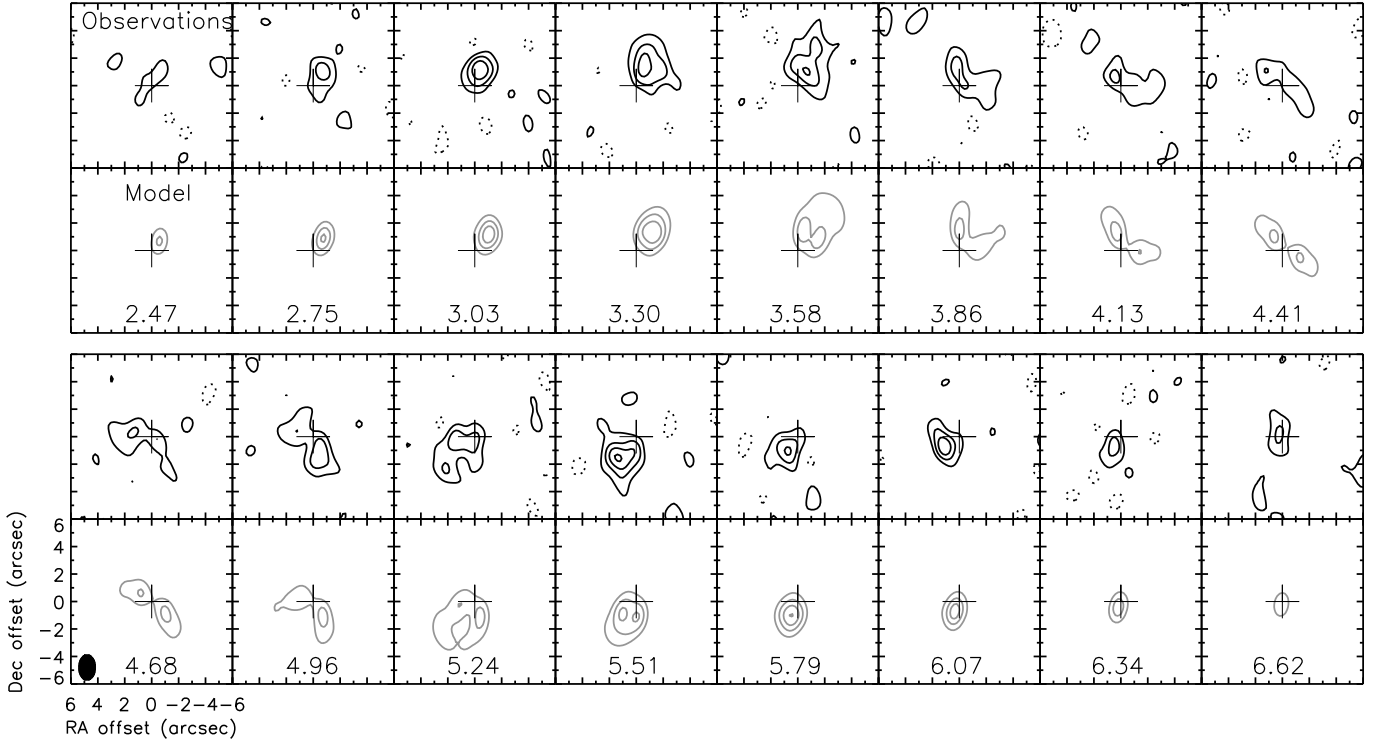 Observations
Model
2.47 2.75 3.03 3.30 3.58 3.86 4.13 4.41
6
4
2
0
−2
−4
−6
Dec offset (arcsec)
4.68 4.96 5.24 5.51 5.79 6.07 6.34 6.62
6 4 2 0 −2−4−6
RA offset (arcsec)